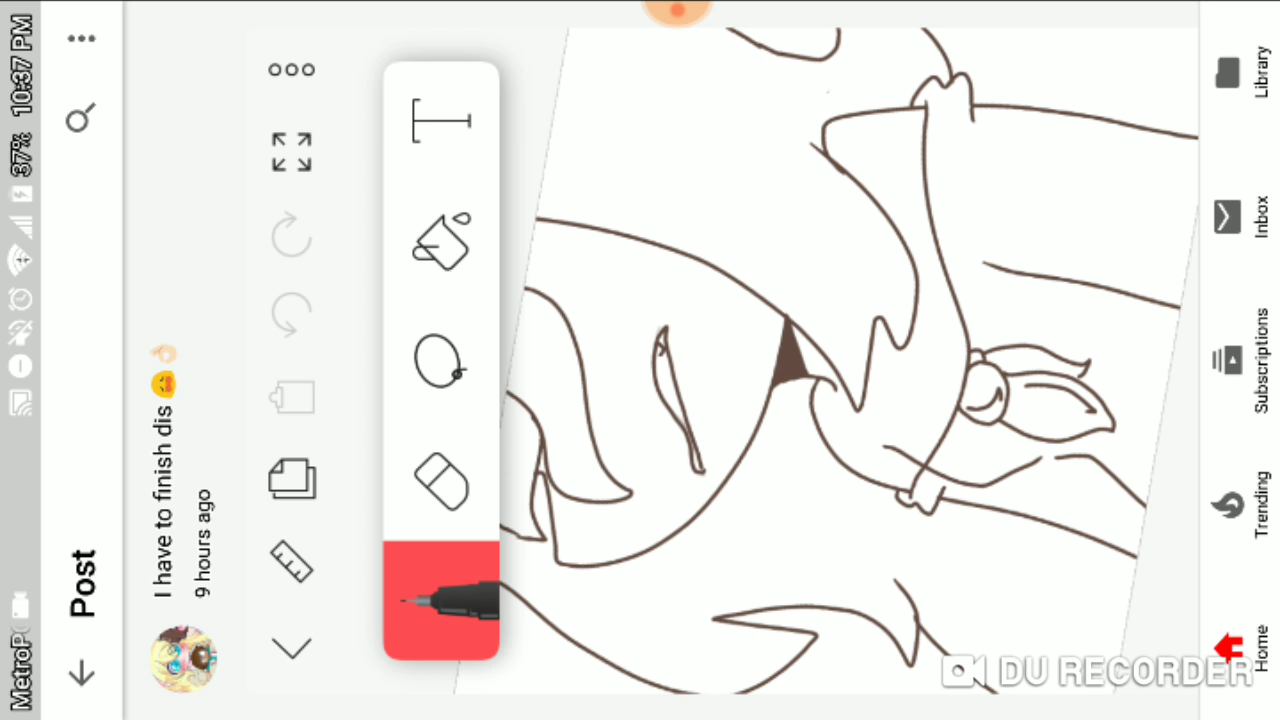 MetroP 37% 10:37 PM
Post
I have to finish dis 😡👌🏻
9 hours ago
Home
Trending
Subscriptions
Inbox
Library
DU RECORDER